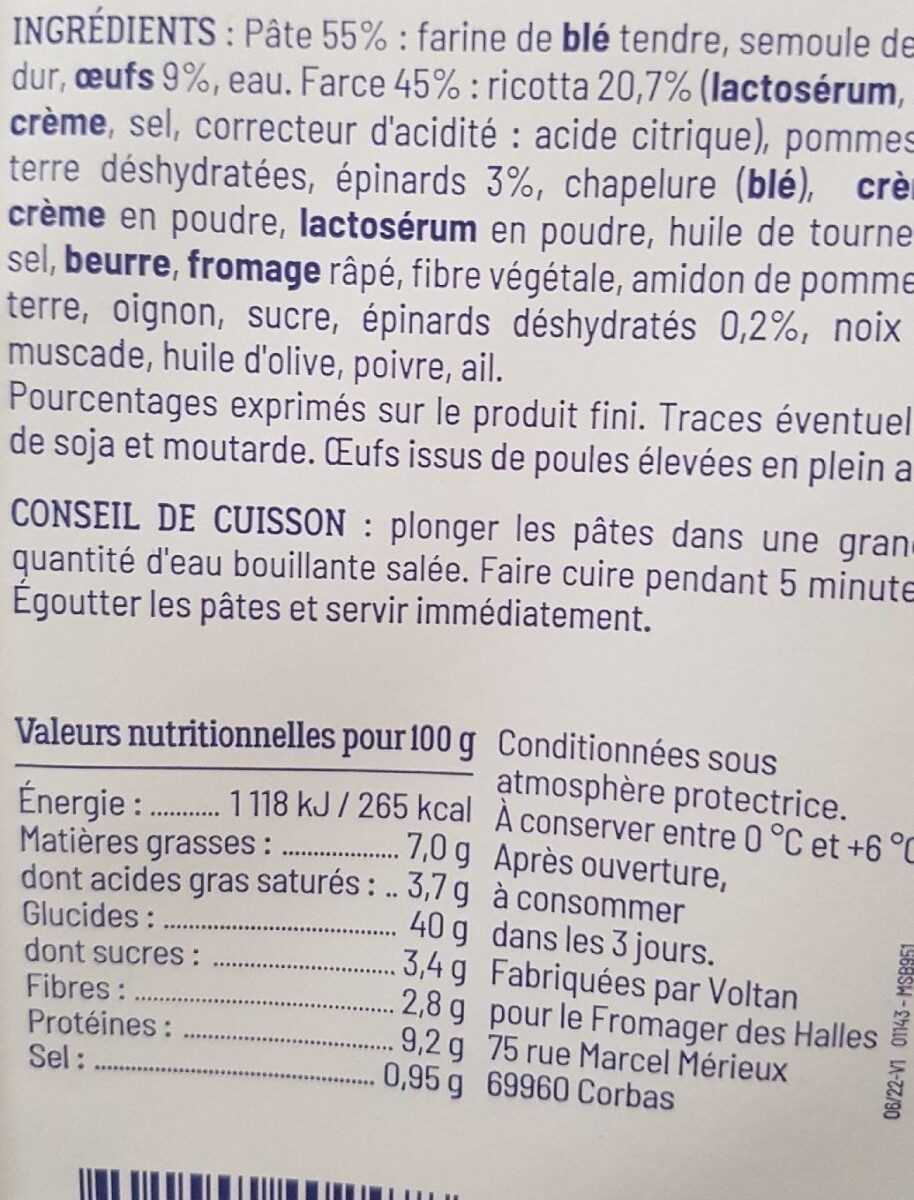 INGRÉDIENTS : Pâte 55% : farine de blé tendre, semoule de
dur, œufs 9%, eau. Farce 45% : ricotta 20,7% (lactosérum,
crème, sel, correcteur d'acidité : acide citrique), pommes
terre déshydratées, épinards 3%, chapelure (blé),
crème en poudre, lactosérum en poudre, huile de
sel, beurre, fromage râpé, fibre végétale, amidon de pomme
terre, oignon, sucre, épinards déshydratés 0,2%, noix
muscade, huile d'olive, poivre, ail.
Pourcentages exprimés sur le produit fini. Traces
de soja et moutarde. Œufs issus de poules élevées en plein
CONSEIL DE CUISSON : plonger les pâtes dans une
quantité d'eau bouillante salée. Faire cuire pendant 5
Égoutter les pâtes et servir immédiatement.
Valeurs nutritionnelles pour 100 g
Énergie : .......... 1 118 kJ / 265 kcal
Matières grasses : .................. 7,0 g
dont acides gras saturés : .. 3,7 g
Glucides : .................................... 40 g
dont sucres : ............................ 3,4 g
Fibres : ........................................ 2,8 g
Protéines : ................................ 9,2 g
Sel : ............................................ 0,95 g
Conditionnées sous
atmosphère protectrice.
À conserver entre 0 °C et +6 °C
Après ouverture,
à consommer
dans les 3 jours.
Fabriquées par Voltan
pour le Fromager des Halles
75 rue Marcel Mérieux
69960 Corbas
06/22-V1 01143 - MSB951